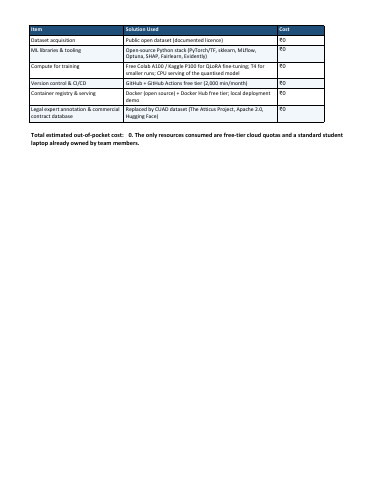 Item Solution Used Cost
Dataset acquisition Public open dataset (documented licence) ₹0
ML libraries & tooling Open-source Python stack (PyTorch/TF, sklearn, MLflow, ₹0
Optuna, SHAP, Fairlearn, Evidently)
Compute for training Free Colab A100 / Kaggle P100 for QLoRA fine-tuning; T4 for ₹0
smaller runs; CPU serving of the quantised model
Version control & CI/CD GitHub + GitHub Actions free tier (2,000 min/month) ₹0
Container registry & serving Docker (open source) + Docker Hub free tier; local deployment ₹0
demo
Legal expert annotation & commercial Replaced by CUAD dataset (The Atticus Project, Apache 2.0, ₹0
contract database Hugging Face)
Total estimated out-of-pocket cost: 0. The only resources consumed are free-tier cloud quotas and a standard student
laptop already owned by team members.